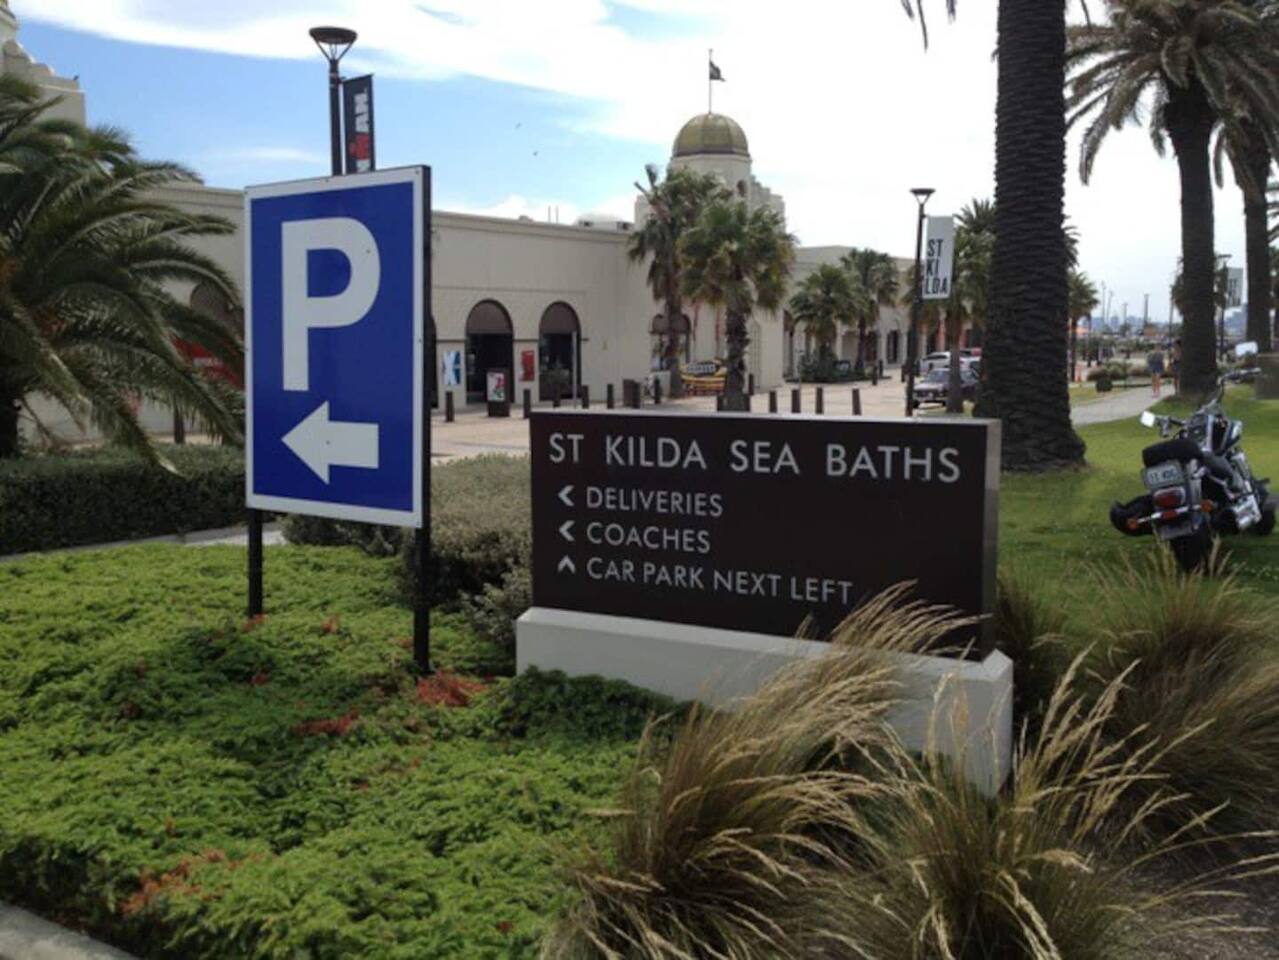 P
ST KILDA SEA BATHS
< DELIVERIES
< COACHES
^ CAR PARK NEXT LEFT
ST
KI
LDA